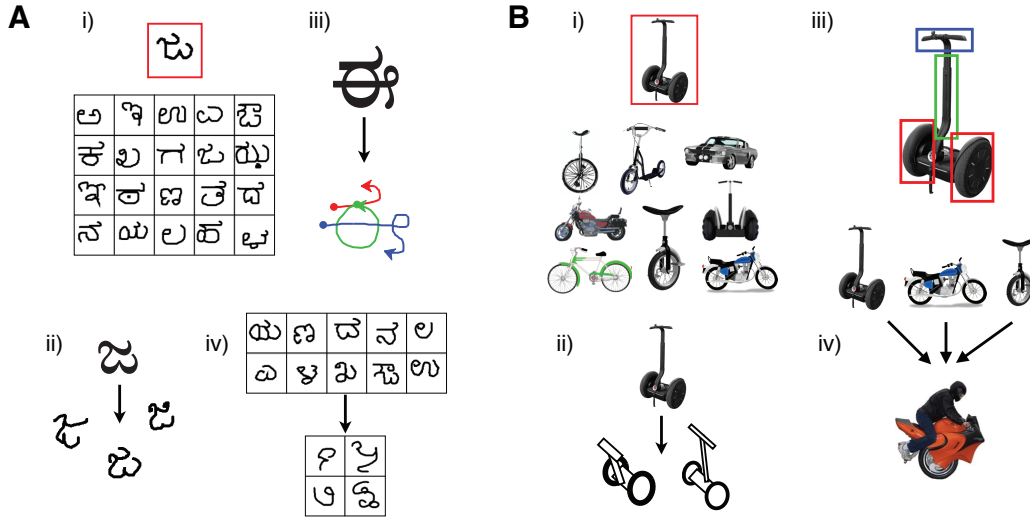 A B
i) iii) i) iii)
ಜ
ಅ ಉ ಎ ಔ
ಕ ಖ ಗ ಜ
ಞ ಠ ಣ ತ ದ
ನ ಯ ಲ ಹ ಳ
ii) iv) ii) iv)
ಜ
ಜ
ಜ
ಯ ಣ ದ ನ ಲ
ಎ ಳ ಖ ಔ ಉ